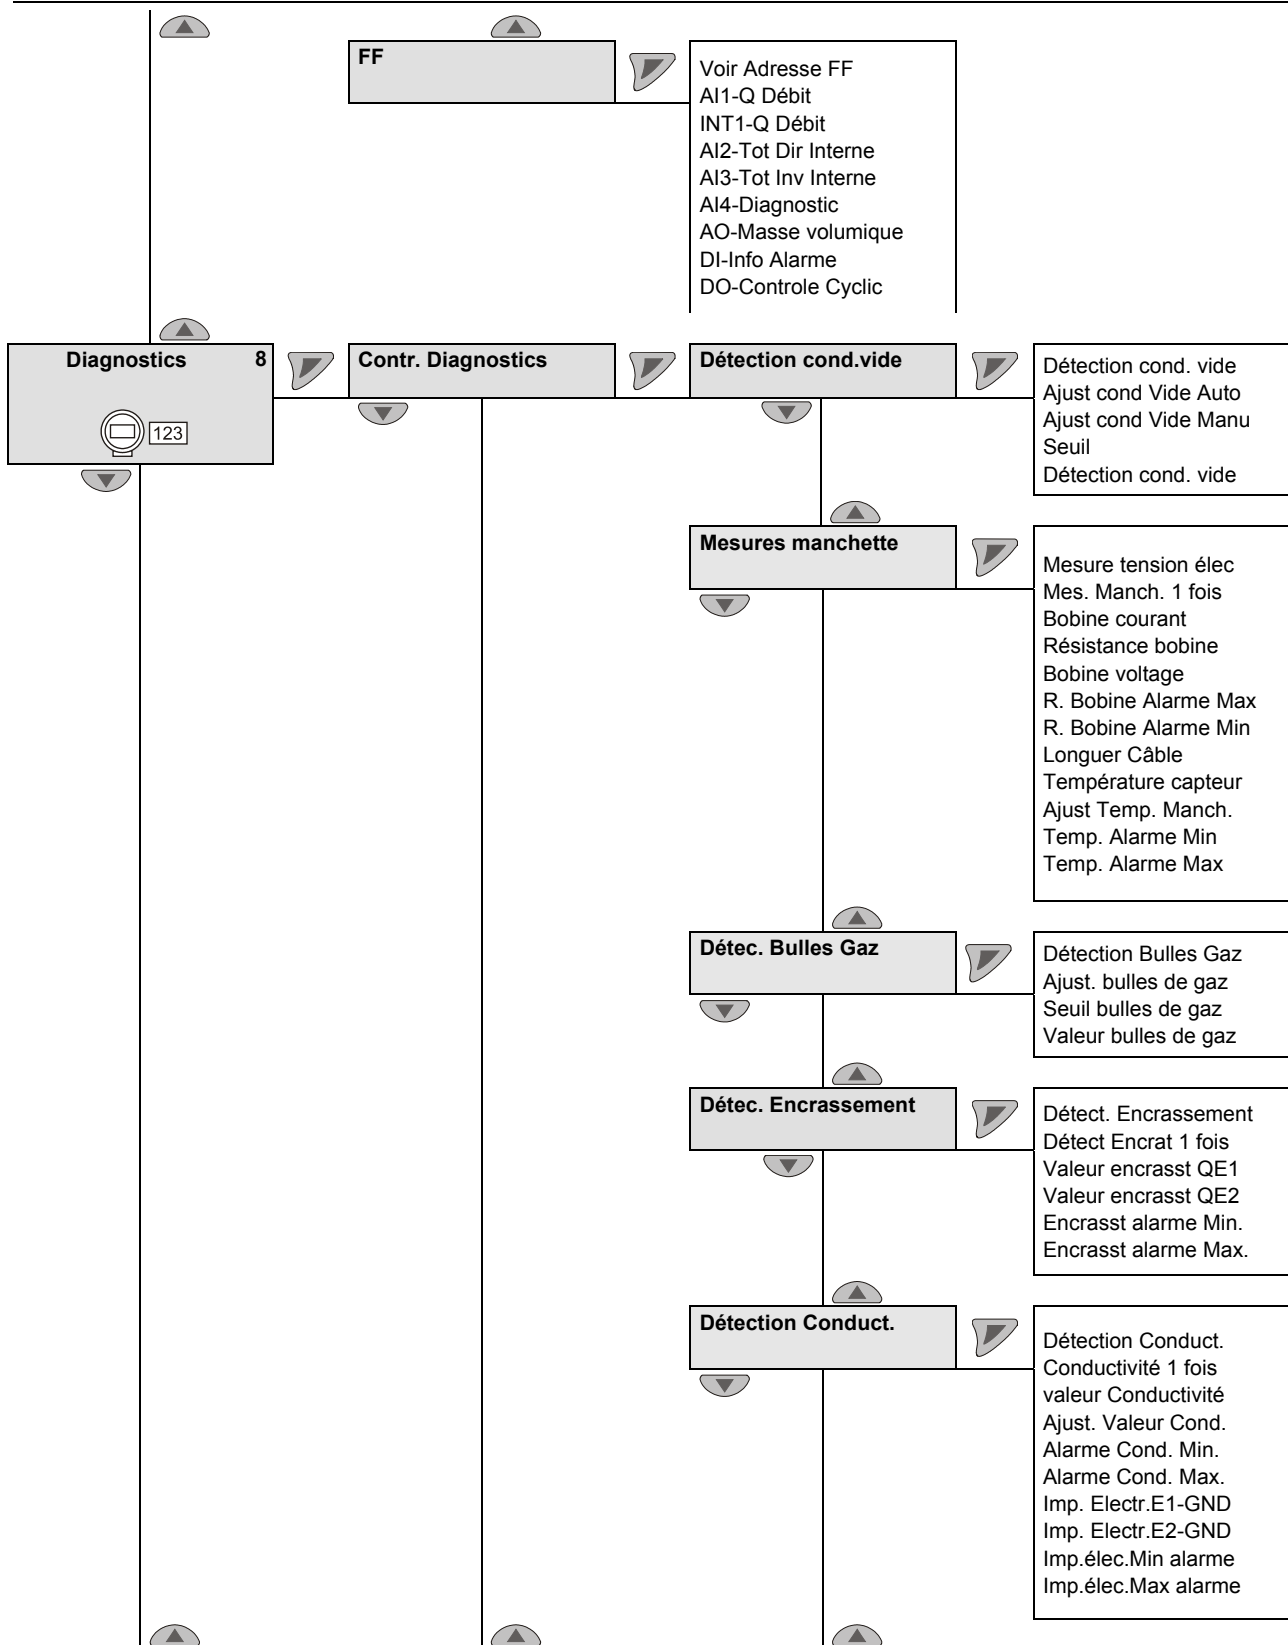 FF
Voir Adresse FF
AI1-Q Débit
INT1-Q Débit
AI2-Tot Dir Interne
AI3-Tot Inv Interne
AI4-Diagnostic
AO-Masse volumique
DI-Info Alarme
DO-Controle Cyclic
Diagnostics 8
123
Contr. Diagnostics
Détection cond.vide
Détection cond. vide
Ajust cond Vide Auto
Ajust cond Vide Manu
Seuil
Détection cond. vide
Mesures manchette
Mesure tension élec
Mes. Manch. 1 fois
Bobine courant
Résistance bobine
Bobine voltage
R. Bobine Alarme Max
R. Bobine Alarme Min
Longuer Câble
Température capteur
Ajust Temp. Manch.
Temp. Alarme Min
Temp. Alarme Max
Détec. Bulles Gaz
Détection Bulles Gaz
Ajust. bulles de gaz
Seuil bulles de gaz
Valeur bulles de gaz
Détec. Encrassement
Détect. Encrassement
Détect Encrat 1 fois
Valeur encrasst QE1
Valeur encrasst QE2
Encrasst alarme Min.
Encrasst alarme Max.
Détection Conduct.
Détection Conduct.
Conductivité 1 fois
valeur Conductivité
Ajust. Valeur Cond.
Alarme Cond. Min.
Alarme Cond. Max.
Imp. Electr.E1-GND
Imp. Electr.E2-GND
Imp.élec.Min alarme
Imp.élec.Max alarme